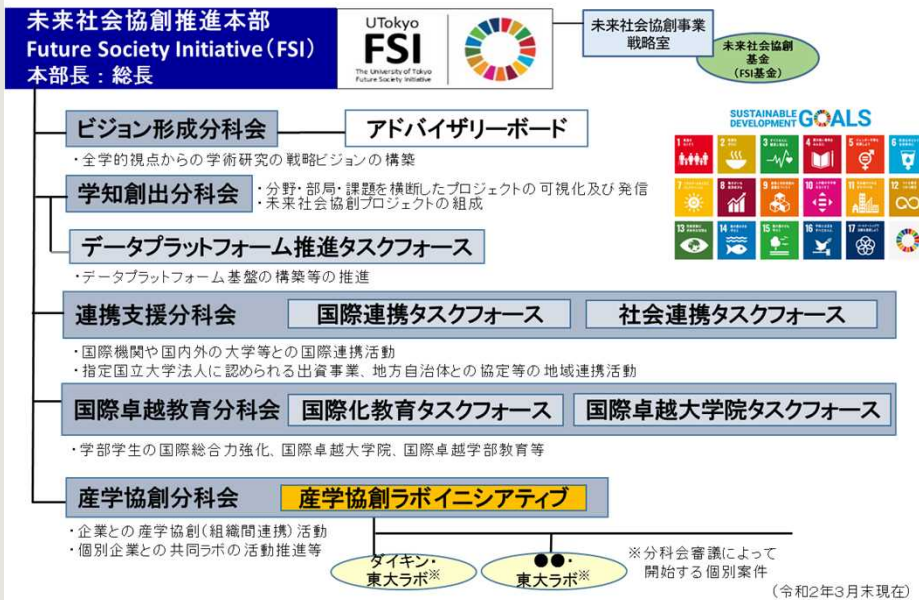 未来社会協創推進本部
Future Society Initiative(FSI)
本部長：総長
UTokyo
FSI
The University of Tokyo
Future Society Initiative
未来社会協創事業
戦略室
未来社会協創
基金
(FSI基金)
ビジョン形成分科会
アドバイザリーボード
・全学的視点からの学術研究の戦略ビジョンの構築
SUSTAINABLE
DEVELOPMENT GOALS
学知創出分科会
・分野・部局・課題を横断したプロジェクトの可視化及び発信
・未来社会協創プロジェクトの組成
1 2 3 4 5 6
7 8 9 10 11 12
13 14 15 16 17
データプラットフォーム推進タスクフォース
・データプラットフォーム基盤の構築等の推進
連携支援分科会
国際連携タスクフォース
社会連携タスクフォース
・国際機関や国内外の大学等との国際連携活動
・指定国立大学法人に認められる出資事業、地方自治体との協定等の地域連携活動
国際卓越教育分科会
国際化教育タスクフォース
国際卓越大学院タスクフォース
・学部学生の国際総合力強化、国際卓越大学院、国際卓越学部教育等
産学協創分科会
産学協創ラボイニシアティブ
・企業との産学協創(組織間連携)活動
・個別企業との共同ラボの活動推進等
ダイキン・
東大ラボ※
●●・
東大ラボ※
※分科会審議によって
開始する個別案件
(令和2年3月末現在)